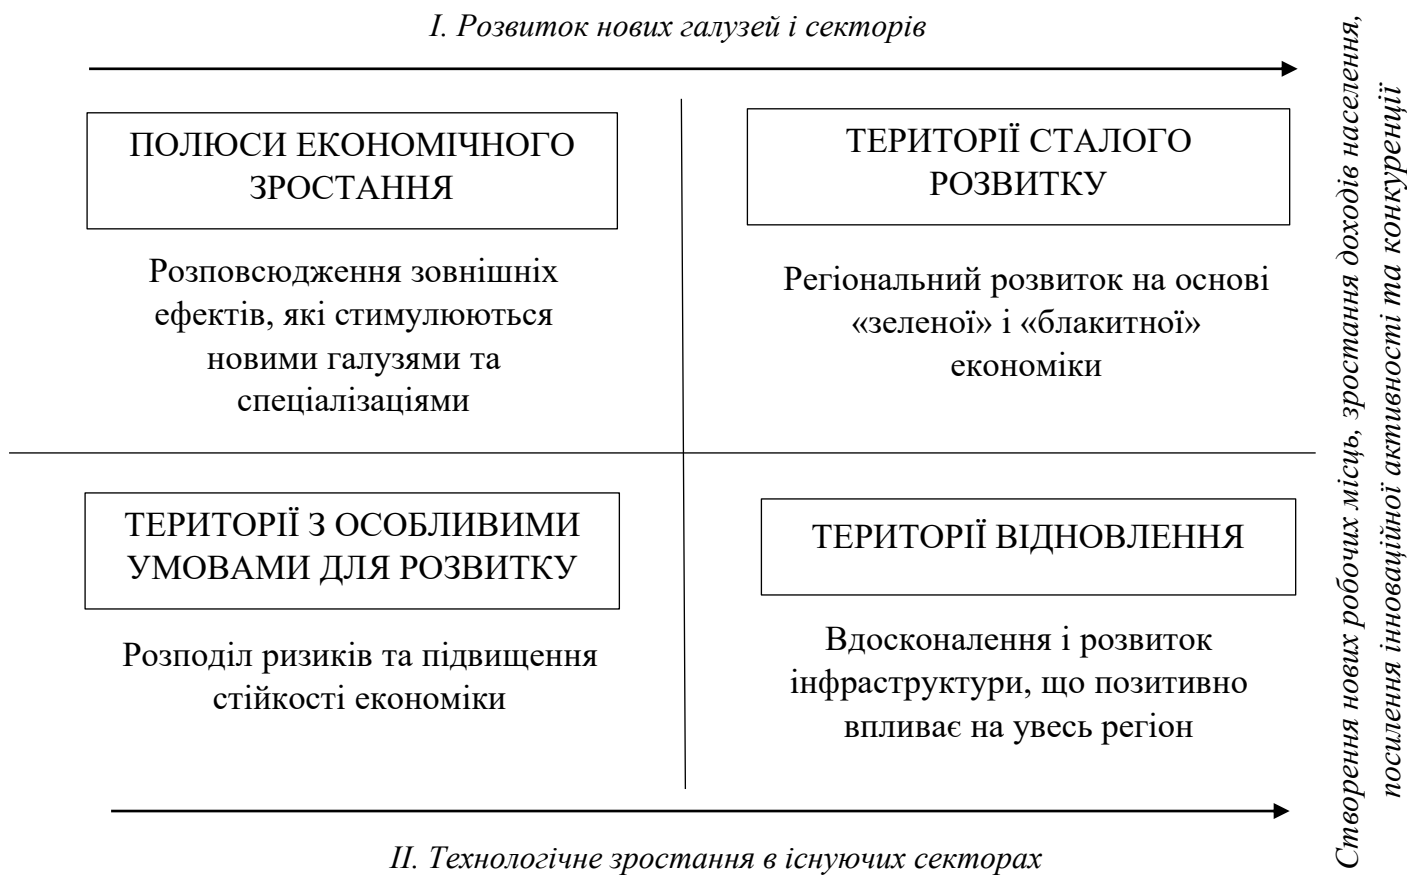 I. Розвиток нових галузей і секторів
ПОЛЮСИ ЕКОНОМІЧНОГО
ЗРОСТАННЯ
Розповсюдження зовнішніх
ефектів, які стимулюються
новими галузями та
спеціалізаціями
ТЕРИТОРІЇ СТАЛОГО
РОЗВИТКУ
Регіональний розвиток на основі
«зеленої» і «блакитної»
економіки
ТЕРИТОРІЇ З ОСОБЛИВИМИ
УМОВАМИ ДЛЯ РОЗВИТКУ
Розподіл ризиків та підвищення
стійкості економіки
ТЕРИТОРІЇ ВІДНОВЛЕННЯ
Вдосконалення і розвиток
інфраструктури, що позитивно
впливає на увесь регіон
II. Технологічне зростання в існуючих секторах
Створення нових робочих місць, зростання доходів населення,
посилення інноваційної активності та конкуренції